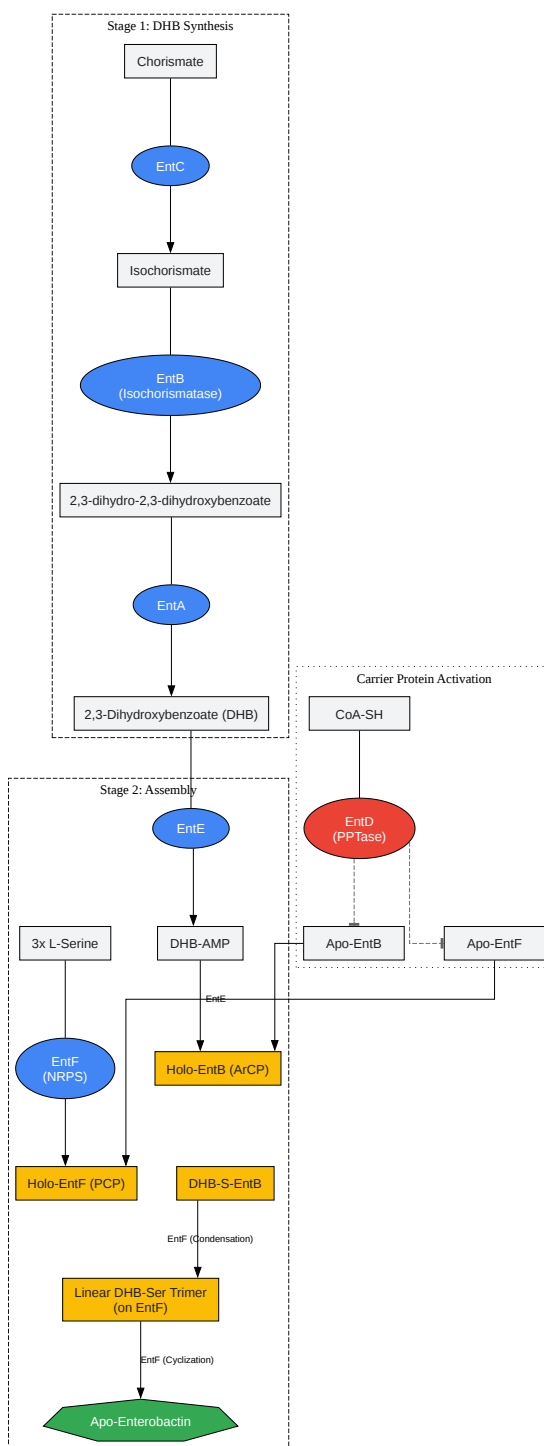 Stage 1: DHB Synthesis
Chorismate
EntC
Isochorismate
EntB
(Isochorismatase)
2,3-dihydro-2,3-dihydroxybenzoate
EntA
2,3-Dihydroxybenzoate (DHB)
Carrier Protein Activation
CoA-SH
EntD
(PPTase)
Apo-EntB
Apo-EntF
Stage 2: Assembly
EntE
3x L-Serine
DHB-AMP
EntE
EntF
(NRPS)
Holo-EntB (ArCP)
Holo-EntF (PCP)
DHB-S-EntB
EntF (Condensation)
Linear DHB-Ser Trimer
(on EntF)
EntF (Cyclization)
Apo-Enterobactin